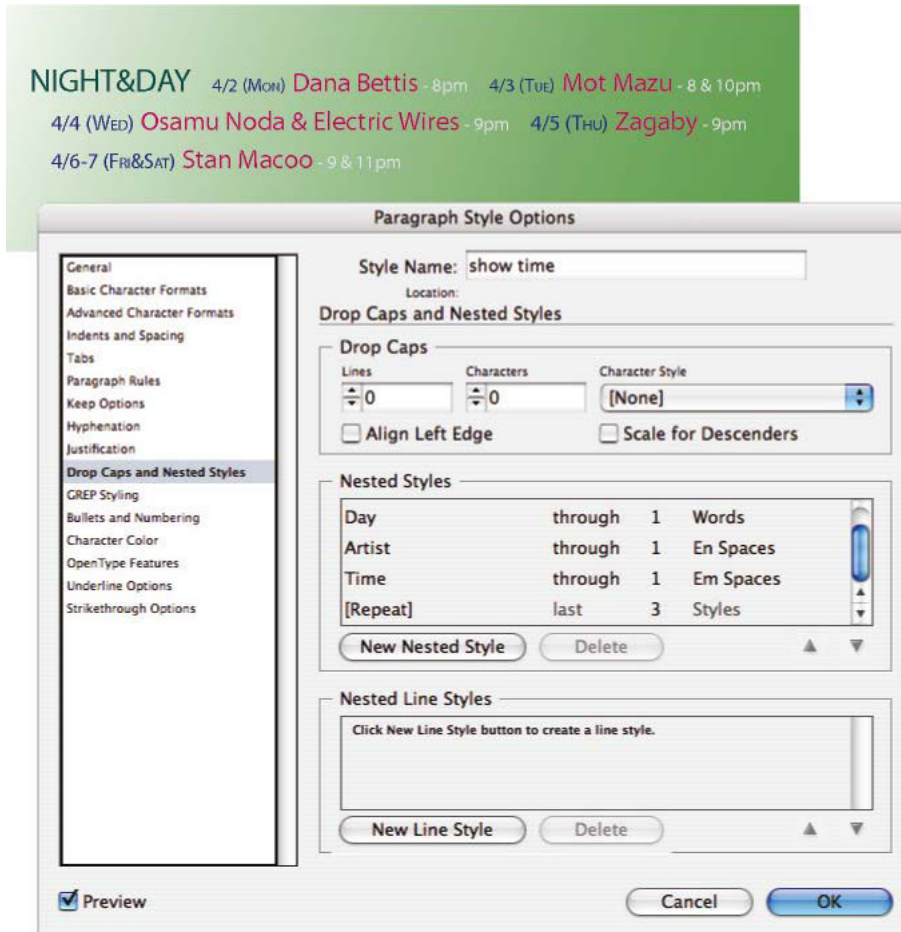 NIGHT&DAY 4/2 (Mon) Dana Bettis - 8pm 4/3 (Tue) Mot Mazu - 8 & 10pm
4/4 (Wed) Osamu Noda & Electric Wires - 9pm 4/5 (Thu) Zagaby - 9pm
4/6-7 (Fri&Sat) Stan Macoo - 9 & 11pm
Paragraph Style Options
General
Basic Character Formats
Advanced Character Formats
Indents and Spacing
Tabs
Paragraph Rules
Keep Options
Hyphenation
Justification
Drop Caps and Nested Styles
GREP Styling
Bullets and Numbering
Character Color
OpenType Features
Underline Options
Strikethrough Options
Style Name: show time
Location:
Drop Caps and Nested Styles
Drop Caps
Lines Characters Character Style
0 0 [None]
Align Left Edge Scale for Descenders
Nested Styles
Day through 1 Words
Artist through 1 En Spaces
Time through 1 Em Spaces
[Repeat] last 3 Styles
New Nested Style Delete
Nested Line Styles
Click New Line Style button to create a line style.
New Line Style Delete
Preview Cancel OK